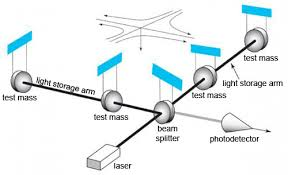 test mass
light storage arm
light storage arm
test mass
test mass
test mass
beam
splitter
photodetector
laser